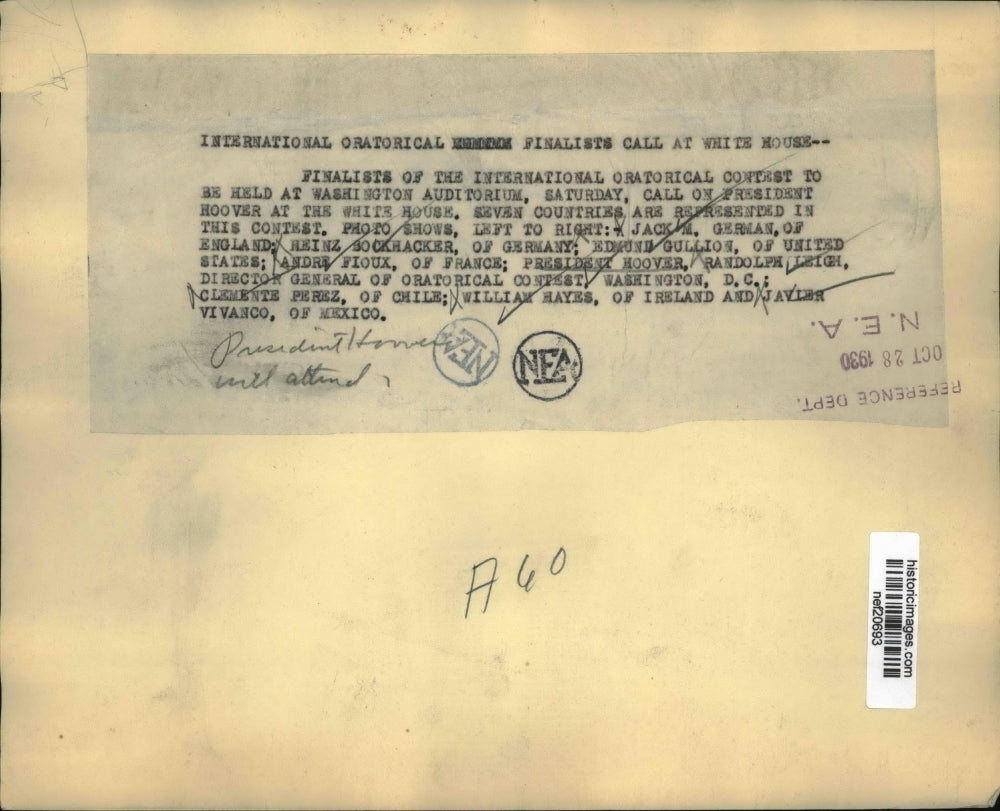 INTERNATIONAL ORATORICAL FINALISTS CALL AT WHITE HOUSE--
FINALISTS OF THE INTERNATIONAL ORATORICAL CONTEST TO
BE HELD AT WASHINGTON AUDITORIUM, SATURDAY, CALL ON PRESIDENT
HOOVER AT THE WHITE HOUSE. SEVEN COUNTRIES ARE REPRESENTED IN
THIS CONTEST. PHOTO SHOWS, LEFT TO RIGHT: JACK M. GERMAN, OF
ENGLAND; HEINZ BOCKHACKER, OF GERMANY; EDMUND GULLION, OF UNITED
STATES; ANDRE FIOUX, OF FRANCE; PRESIDENT HOOVER, RANDOLPH LEIGH,
DIRECTOR GENERAL OF ORATORICAL CONTEST, WASHINGTON, D.C.;
CLEMENTE PEREZ, OF CHILE; WILLIAM HAYES, OF IRELAND AND JAVIER
VIVANCO, OF MEXICO.
President Hoover
will attend.
NEA
NEA
N.E.A.
OCT 28 1930
REFERENCE DEPT.
A60
historicimages.com
nef20693